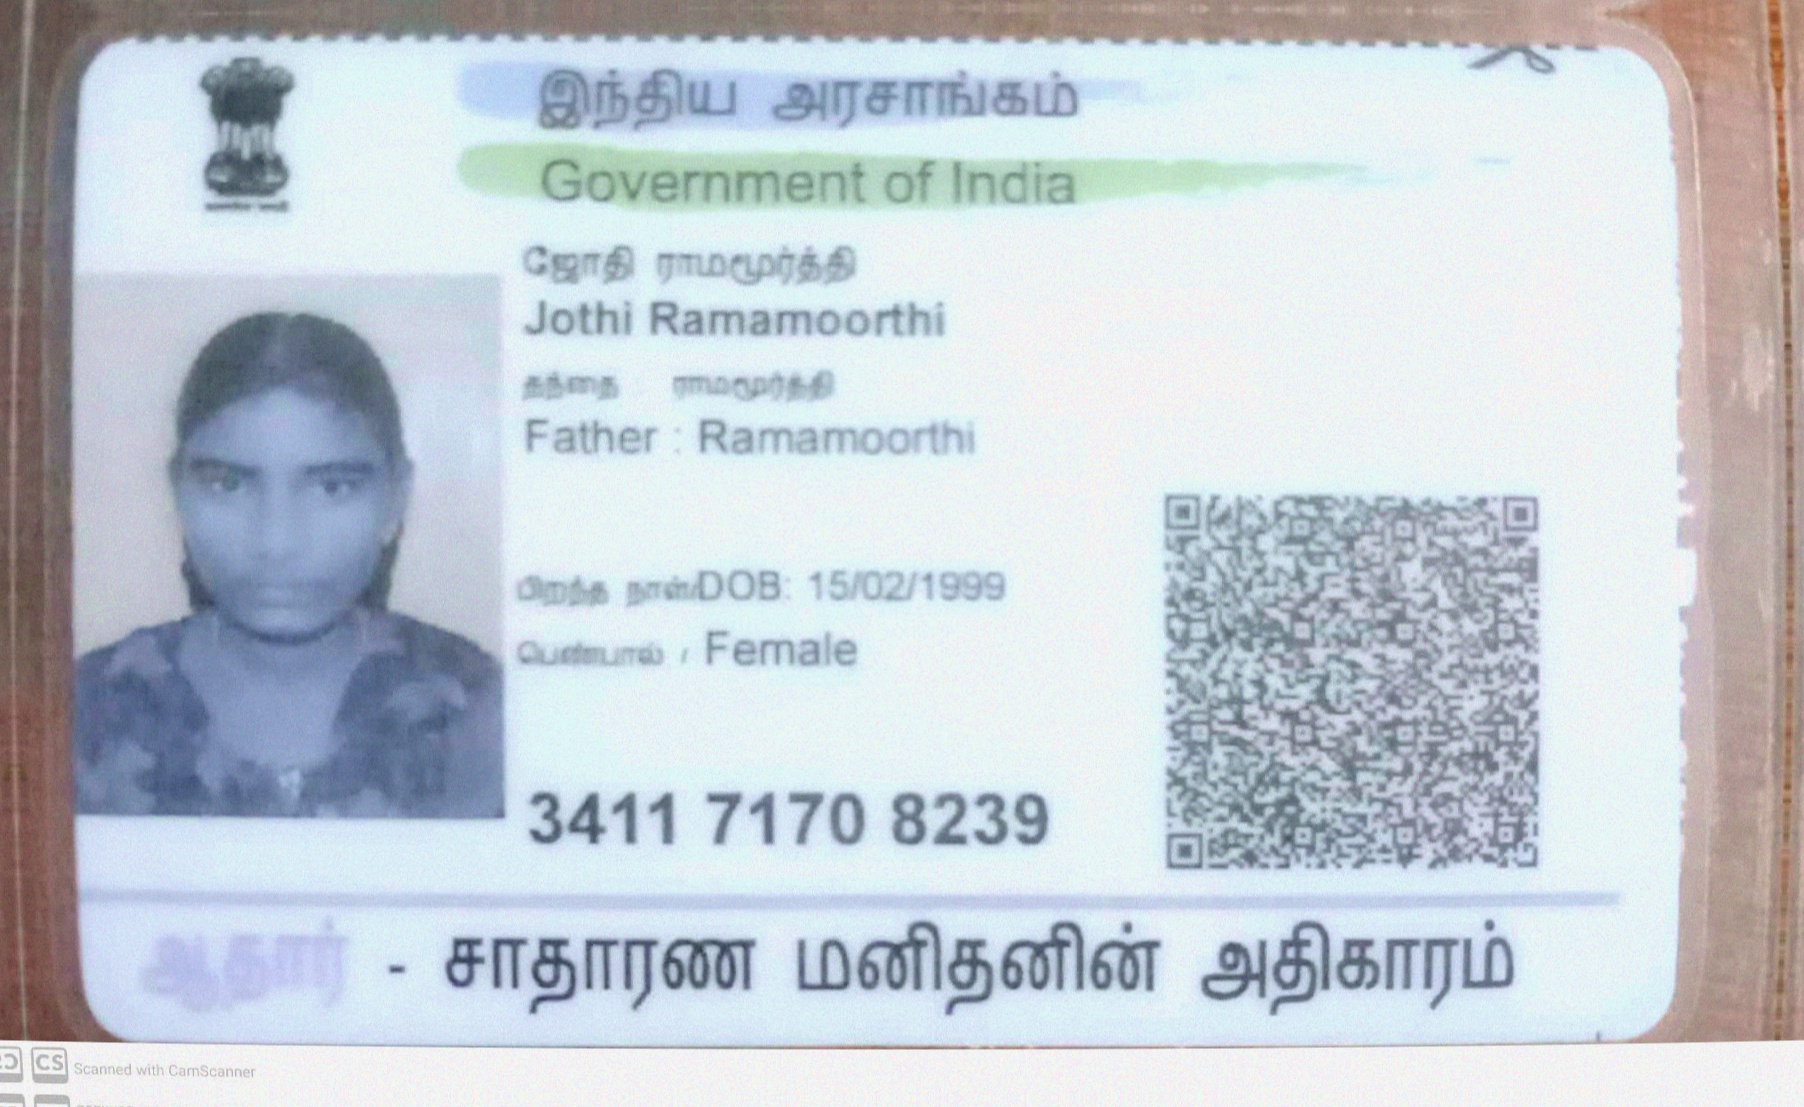 இந்திய அரசாங்கம்
Government of India
ஜோதி ராமமூர்த்தி
Jothi Ramamoorthi
தந்தை ராமமூர்த்தி
Father : Ramamoorthi
பிறந்த நாள்/DOB: 15/02/1999
பெண்பால் / Female
3411 7170 8239
ஆதார் - சாதாரண மனிதனின் அதிகாரம்
CS Scanned with CamScanner